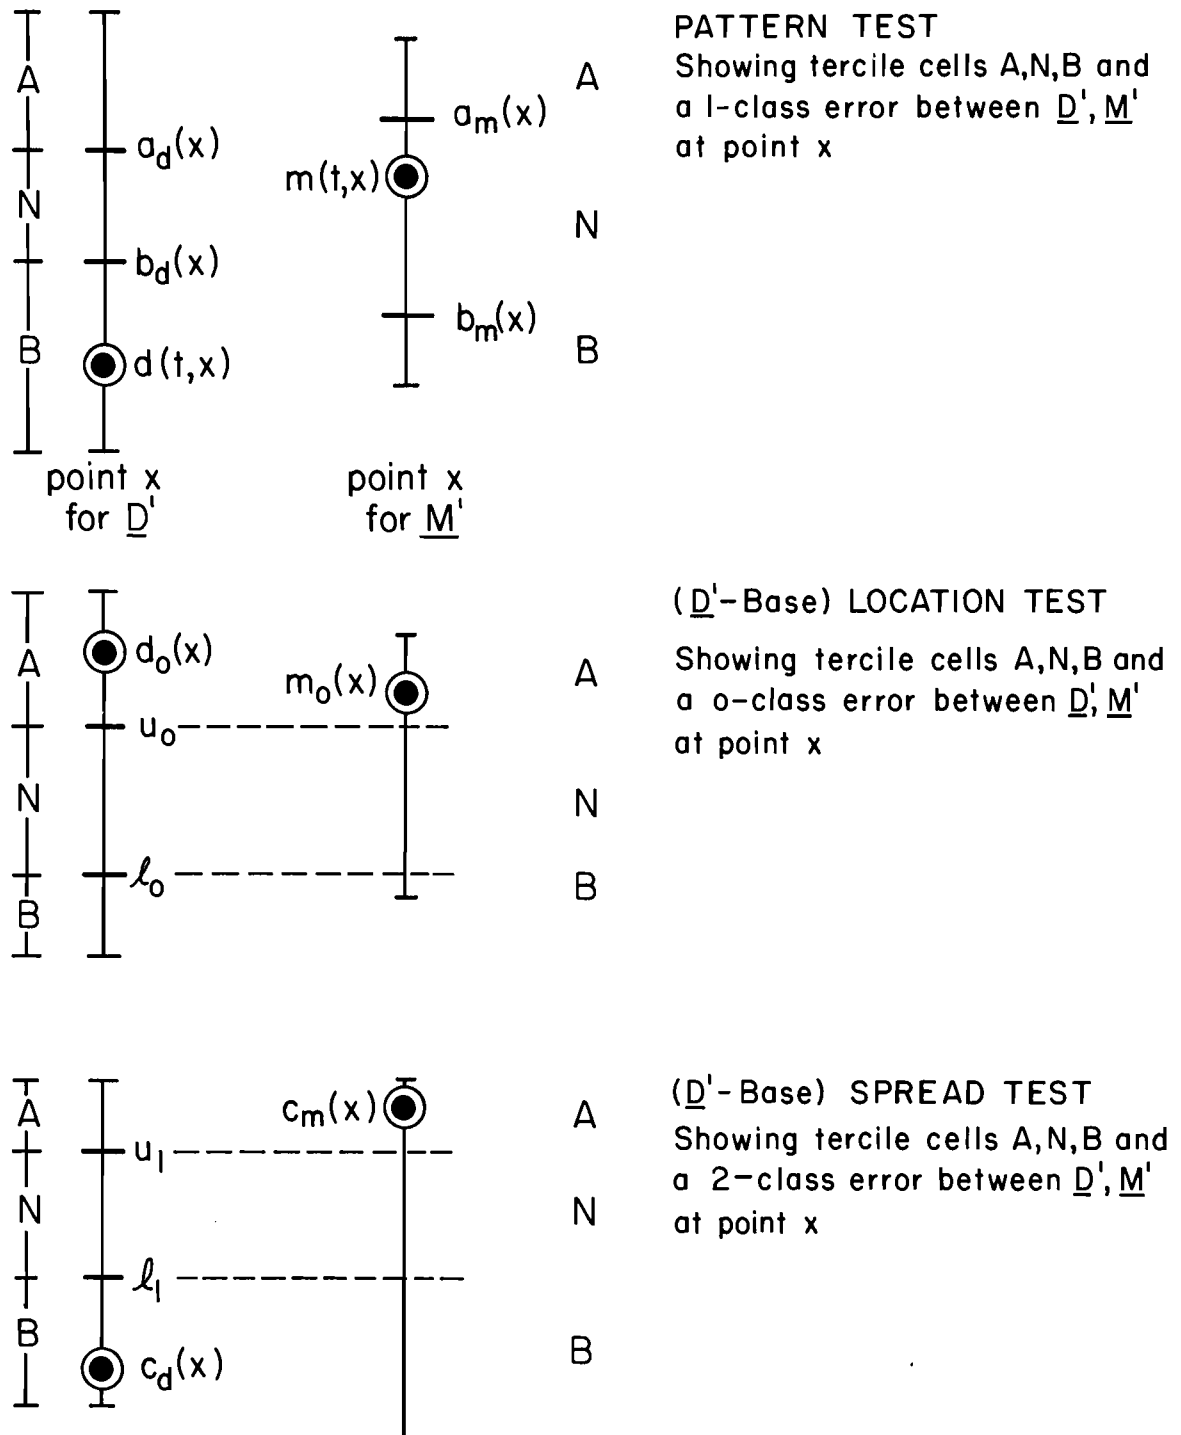 PATTERN TEST
Showing tercile cells A,N,B and
a 1-class error between D', M'
at point x
A
a_d(x)
N
b_d(x)
B
d(t,x)
a_m(x)
m(t,x)
b_m(x)
A
N
B
point x
for D'
point x
for M'
(D'-Base) LOCATION TEST
Showing tercile cells A,N,B and
a o-class error between D', M'
at point x
A
d_o(x)
u_o
N
ℓ_o
B
m_o(x)
A
N
B
(D'-Base) SPREAD TEST
Showing tercile cells A,N,B and
a 2-class error between D', M'
at point x
A
u_1
N
ℓ_1
B
c_d(x)
c_m(x)
A
N
B